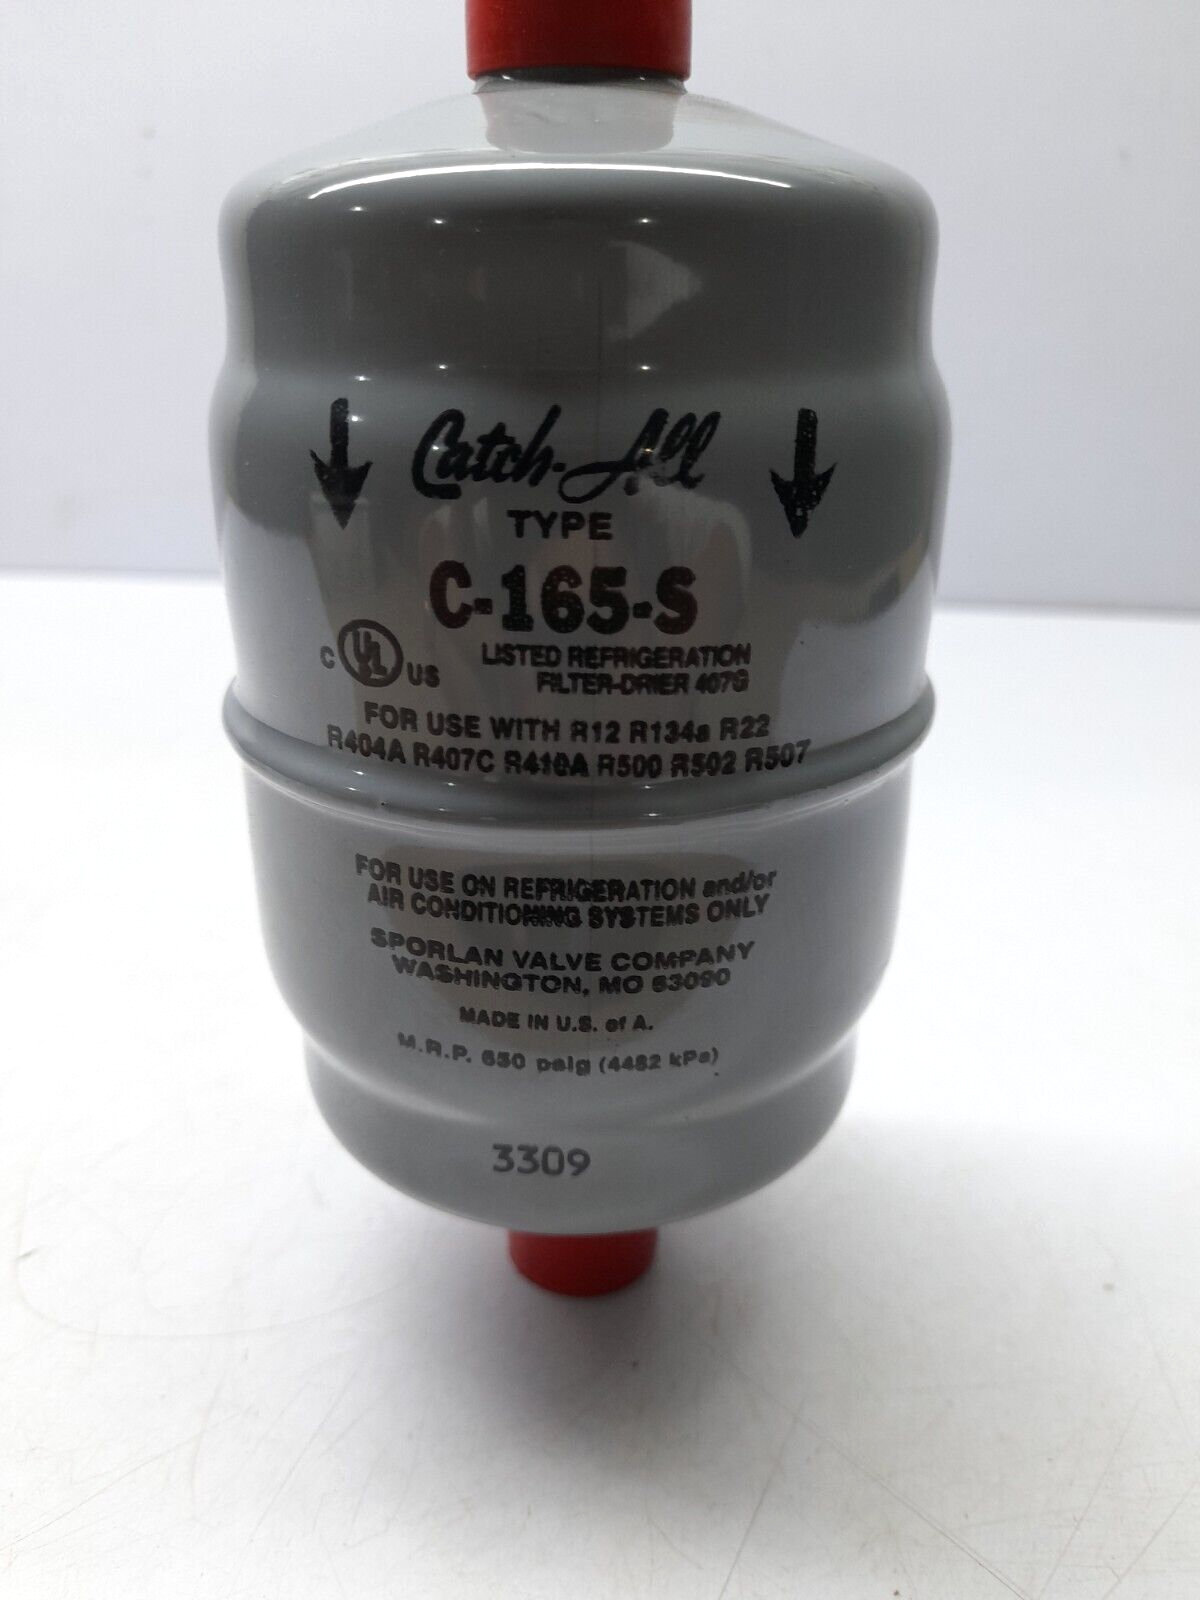 Catch-All
TYPE
C-165-S
C UL US
LISTED REFRIGERATION
FILTER-DRIER 407G
FOR USE WITH R12 R134a R22
R404A R407C R410A R500 R502 R507
FOR USE ON REFRIGERATION and/or
AIR CONDITIONING SYSTEMS ONLY
SPORLAN VALVE COMPANY
WASHINGTON, MO 63090
MADE IN U.S. of A.
M.R.P. 650 psig (4482 kPa)
3309